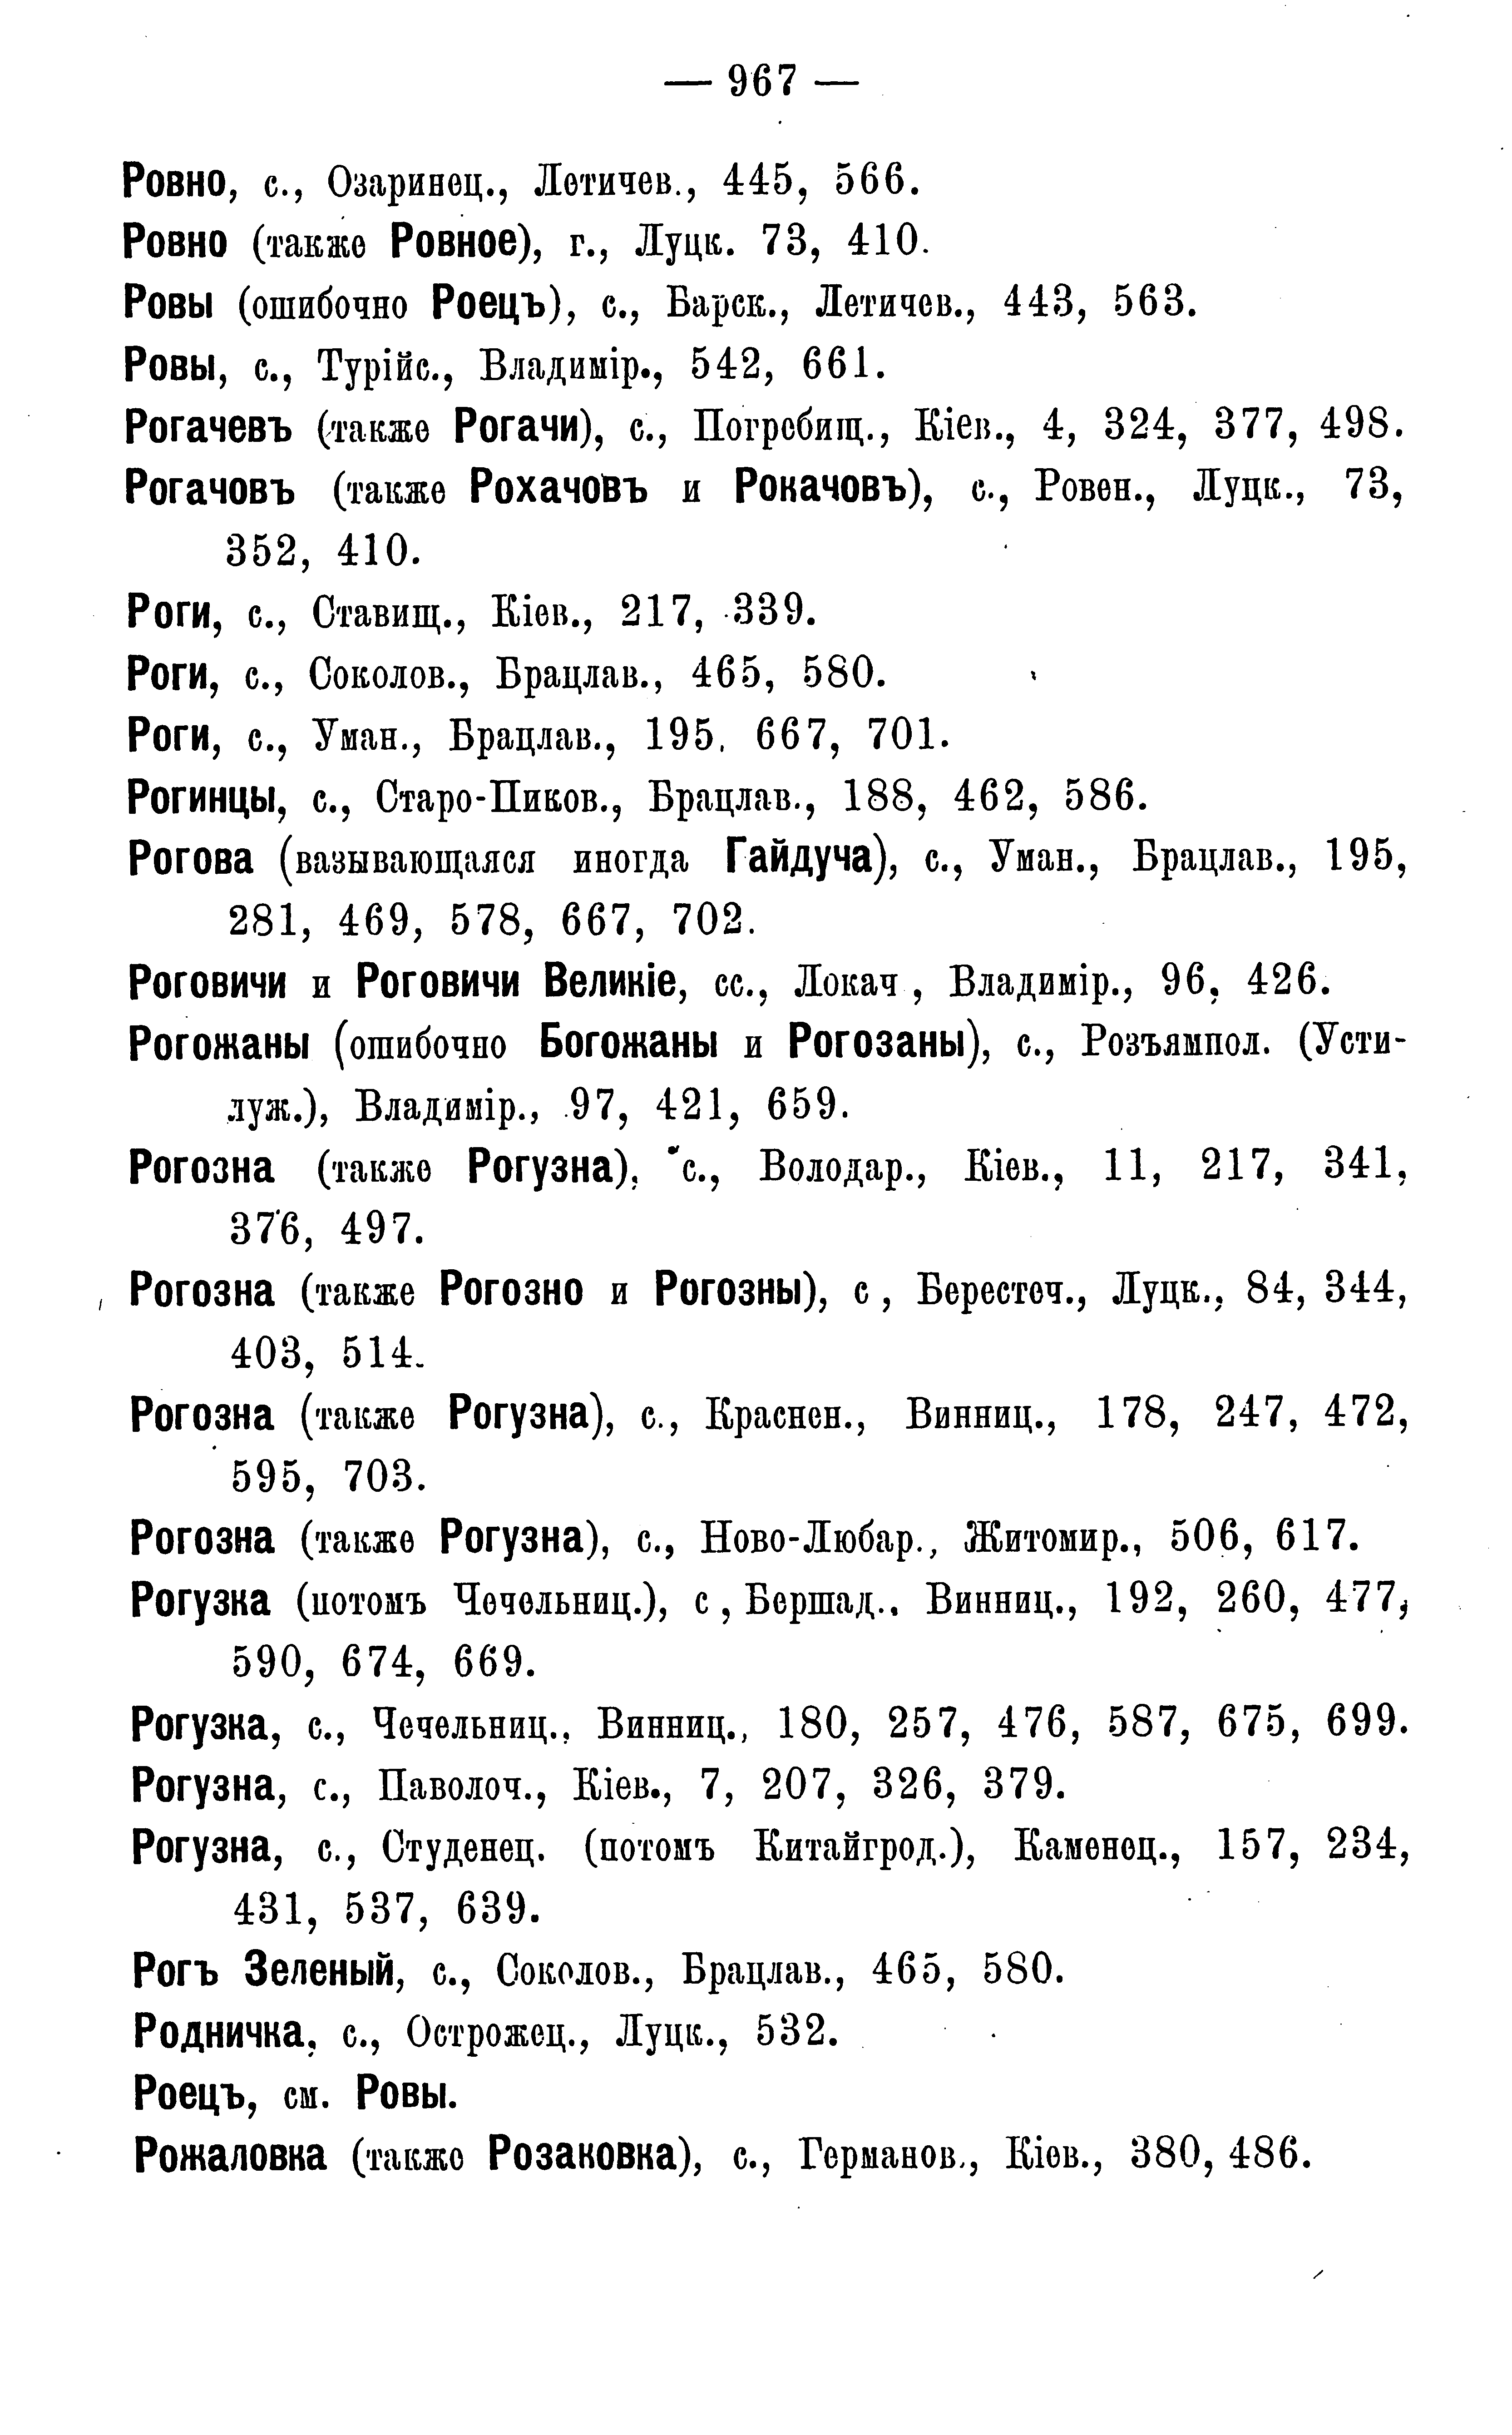 — 967 —
Ровно, с., Озаринец., Летичев., 445, 566.
Ровно (также Ровное), г., Луцк. 73, 410.
Ровы (ошибочно Роецъ), с., Барск., Летичев., 443, 563.
Ровы, с., Турійс., Владимір., 542, 661.
Рогачевъ (также Рогачи), с., Погребищ., Кіев., 4, 324, 377, 498.
Рогачовъ (также Рохачовъ и Рокачовъ), с., Ровен., Луцк., 73,
352, 410.
Роги, с., Ставищ., Кіев., 217, 339.
Роги, с., Соколов., Брацлав., 465, 580.
Роги, с., Уман., Брацлав., 195. 667, 701.
Рогинцы, с., Старо-Пиков., Брацлав., 188, 462, 586.
Рогова (вазывающаяся иногда Гайдуча), с., Уман., Брацлав., 195,
281, 469, 578, 667, 702.
Роговичи и Роговичи Великіе, сс., Локач , Владимір., 96, 426.
Рогожаны (ошибочно Богожаны и Рогозаны), с., Розъямпол. (Усти-
луж.), Владимір., 97, 421, 659.
Рогозна (также Рогузна), с., Володар., Кіев., 11, 217, 341,
376, 497.
Рогозна (также Рогозно и Рогозны), с , Берестеч., Луцк., 84, 344,
403, 514.
Рогозна (также Рогузна), с., Краснен., Винниц., 178, 247, 472,
595, 703.
Рогозна (также Рогузна), с., Ново-Любар., Житомир., 506, 617.
Рогузка (потомъ Чечельниц.), с , Бершад., Винниц., 192, 260, 477,
590, 674, 669.
Рогузка, с., Чечельниц., Винниц., 180, 257, 476, 587, 675, 699.
Рогузна, с., Паволоч., Кіев., 7, 207, 326, 379.
Рогузна, с., Студенец. (потомъ Китайгрод.), Каменец., 157, 234,
431, 537, 639.
Рогъ Зеленый, с., Соколов., Брацлав., 465, 580.
Родничка, с., Острожец., Луцк., 532.
Роецъ, см. Ровы.
Рожаловка (также Розаковка), с., Германов., Кіев., 380, 486.